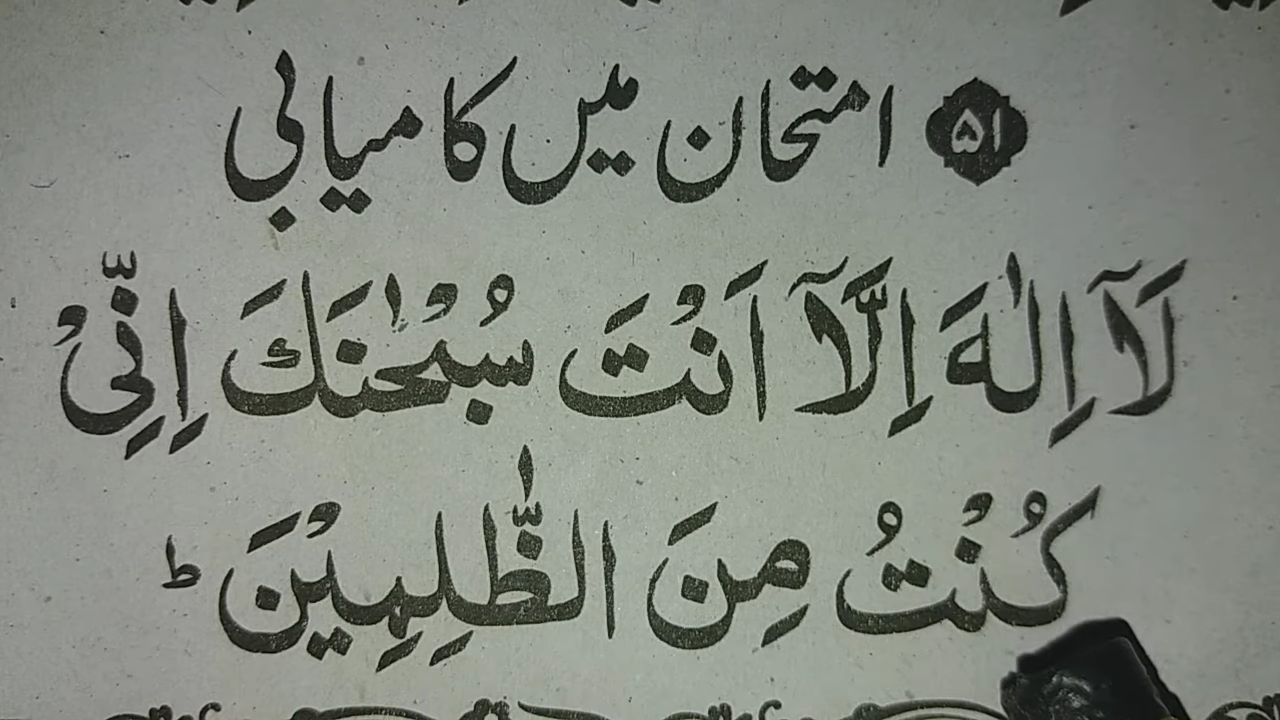 ۵۱ امتحان میں کامیابی
لَآ اِلٰهَ اِلَّآ اَنْتَ سُبْحٰنَكَ اِنِّىْ
كُنْتُ مِنَ الظّٰلِمِيْنَ ؕ